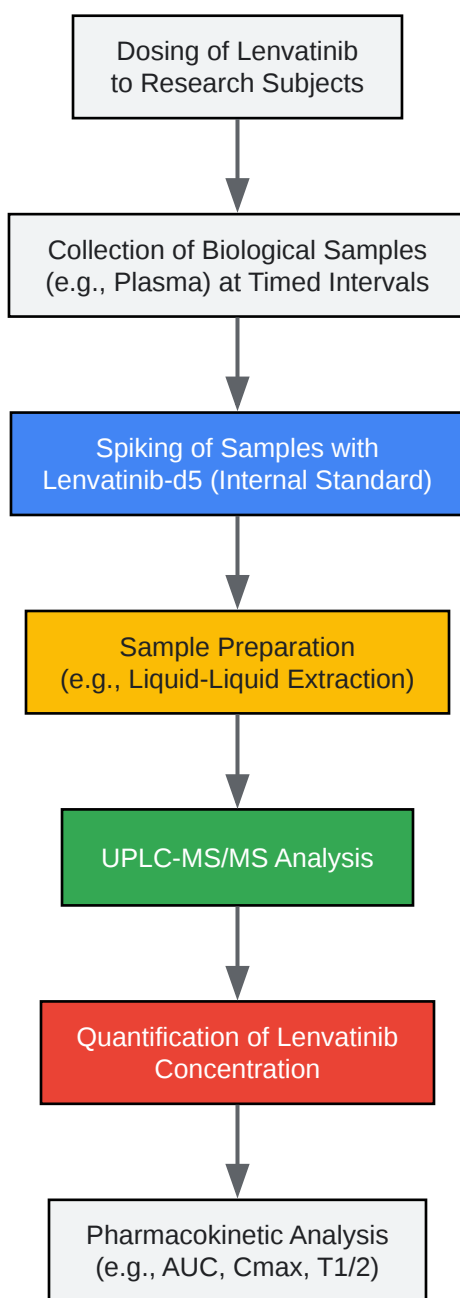 Dosing of Lenvatinib
to Research Subjects
Collection of Biological Samples
(e.g., Plasma) at Timed Intervals
Spiking of Samples with
Lenvatinib-d5 (Internal Standard)
Sample Preparation
(e.g., Liquid-Liquid Extraction)
UPLC-MS/MS Analysis
Quantification of Lenvatinib
Concentration
Pharmacokinetic Analysis
(e.g., AUC, Cmax, T1/2)